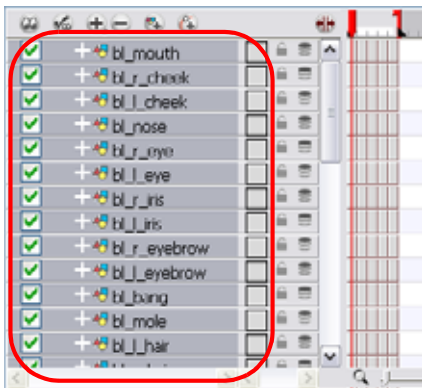 bl_mouth
bl_r_cheek
bl_l_cheek
bl_nose
bl_r_eye
bl_l_eye
bl_r_iris
bl_l_iris
bl_r_eyebrow
bl_l_eyebrow
bl_bang
bl_mole
bl_l_hair